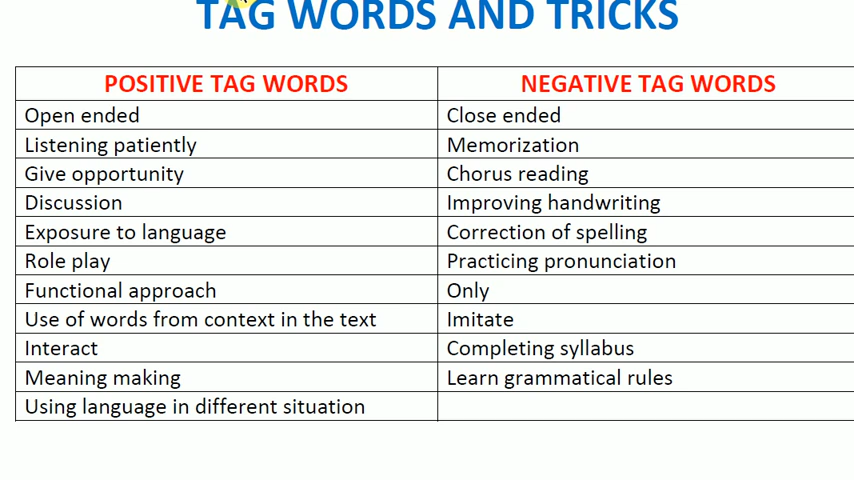 TAG WORDS AND TRICKS
POSITIVE TAG WORDS NEGATIVE TAG WORDS
Open ended Close ended
Listening patiently Memorization
Give opportunity Chorus reading
Discussion Improving handwriting
Exposure to language Correction of spelling
Role play Practicing pronunciation
Functional approach Only
Use of words from context in the text Imitate
Interact Completing syllabus
Meaning making Learn grammatical rules
Using language in different situation